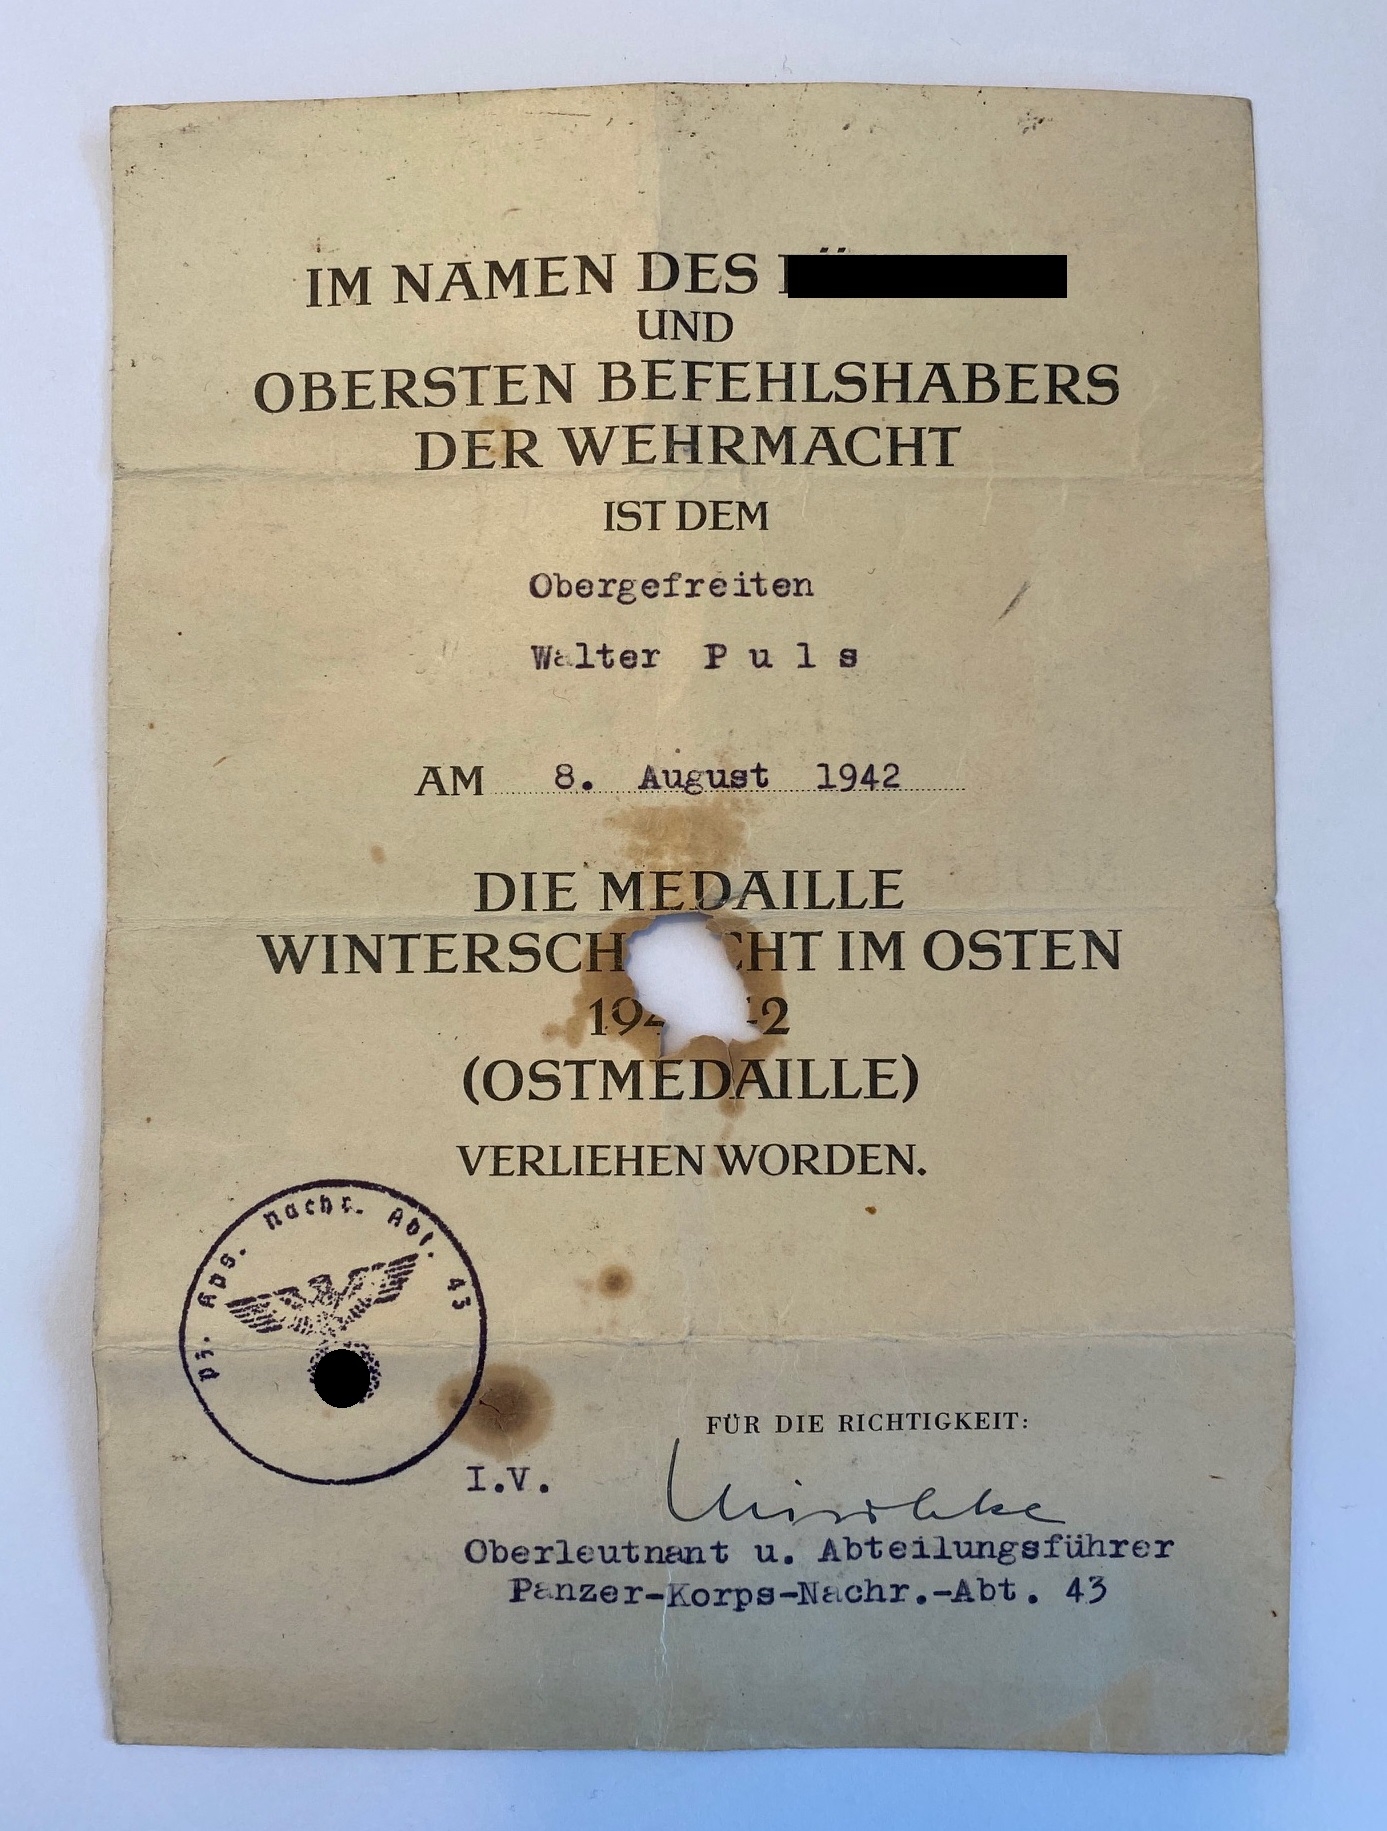 IM NAMEN DES
UND
OBERSTEN BEFEHLSHABERS
DER WEHRMACHT
IST DEM
Obergefreiten
Walter P u l s
AM 8. August 1942
DIE MEDAILLE
IM OSTEN
(OSTMEDAILLE)
VERLIEHEN WORDEN.
Pz. Kps. Nachr. Abt. 43
FÜR DIE RICHTIGKEIT:
I.V.
Oberleutnant u. Abteilungsführer
Panzer-Korps-Nachr.-Abt. 43